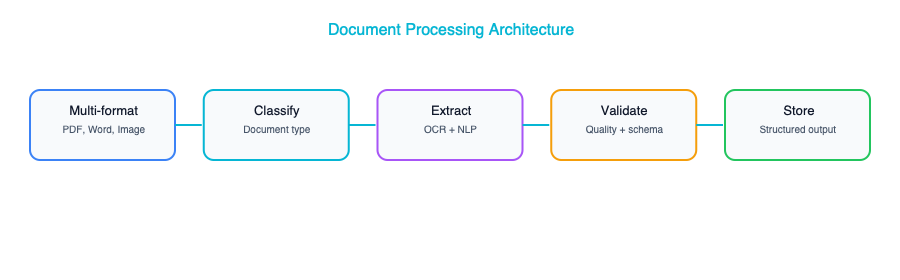 Document Processing Architecture
Multi-format
PDF, Word, Image
Classify
Document type
Extract
OCR + NLP
Validate
Quality + schema
Store
Structured output